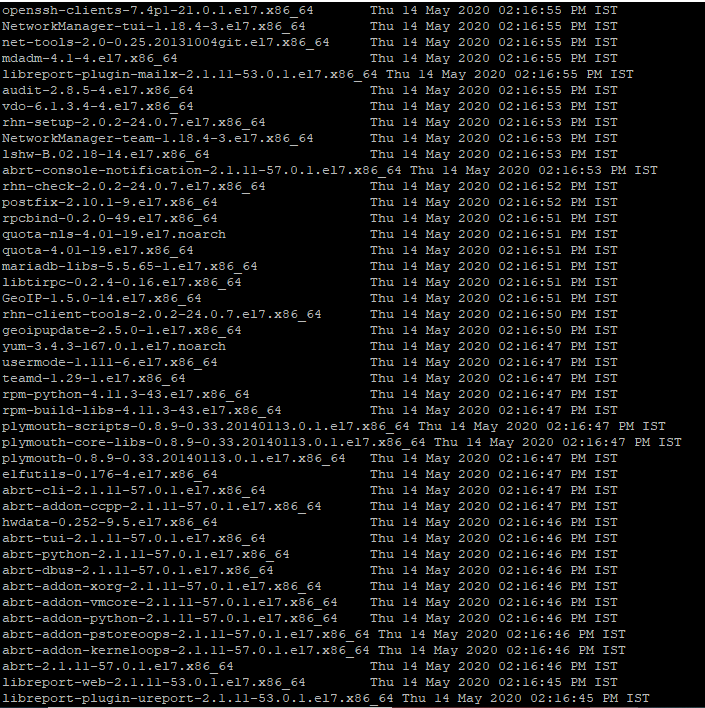 openssh-clients-7.4p1-21.0.1.el7.x86_64 Thu 14 May 2020 02:16:55 PM IST
NetworkManager-tui-1.18.4-3.el7.x86_64 Thu 14 May 2020 02:16:55 PM IST
net-tools-2.0-0.25.20131004git.el7.x86_64 Thu 14 May 2020 02:16:55 PM IST
mdadm-4.1-4.el7.x86_64 Thu 14 May 2020 02:16:55 PM IST
libreport-plugin-mailx-2.1.11-53.0.1.el7.x86_64 Thu 14 May 2020 02:16:55 PM IST
audit-2.8.5-4.el7.x86_64 Thu 14 May 2020 02:16:55 PM IST
vdo-6.1.3.4-4.el7.x86_64 Thu 14 May 2020 02:16:53 PM IST
rhn-setup-2.0.2-24.0.7.el7.x86_64 Thu 14 May 2020 02:16:53 PM IST
NetworkManager-team-1.18.4-3.el7.x86_64 Thu 14 May 2020 02:16:53 PM IST
lshw-B.02.18-14.el7.x86_64 Thu 14 May 2020 02:16:53 PM IST
abrt-console-notification-2.1.11-57.0.1.el7.x86_64 Thu 14 May 2020 02:16:53 PM IST
rhn-check-2.0.2-24.0.7.el7.x86_64 Thu 14 May 2020 02:16:52 PM IST
postfix-2.10.1-9.el7.x86_64 Thu 14 May 2020 02:16:52 PM IST
rpcbind-0.2.0-49.el7.x86_64 Thu 14 May 2020 02:16:51 PM IST
quota-nls-4.01-19.el7.noarch Thu 14 May 2020 02:16:51 PM IST
quota-4.01-19.el7.x86_64 Thu 14 May 2020 02:16:51 PM IST
mariadb-libs-5.5.65-1.el7.x86_64 Thu 14 May 2020 02:16:51 PM IST
libtirpc-0.2.4-0.16.el7.x86_64 Thu 14 May 2020 02:16:51 PM IST
GeoIP-1.5.0-14.el7.x86_64 Thu 14 May 2020 02:16:51 PM IST
rhn-client-tools-2.0.2-24.0.7.el7.x86_64 Thu 14 May 2020 02:16:50 PM IST
geoipupdate-2.5.0-1.el7.x86_64 Thu 14 May 2020 02:16:50 PM IST
yum-3.4.3-167.0.1.el7.noarch Thu 14 May 2020 02:16:47 PM IST
usermode-1.111-6.el7.x86_64 Thu 14 May 2020 02:16:47 PM IST
teamd-1.29-1.el7.x86_64 Thu 14 May 2020 02:16:47 PM IST
rpm-python-4.11.3-43.el7.x86_64 Thu 14 May 2020 02:16:47 PM IST
rpm-build-libs-4.11.3-43.el7.x86_64 Thu 14 May 2020 02:16:47 PM IST
plymouth-scripts-0.8.9-0.33.20140113.0.1.el7.x86_64 Thu 14 May 2020 02:16:47 PM IST
plymouth-core-libs-0.8.9-0.33.20140113.0.1.el7.x86_64 Thu 14 May 2020 02:16:47 PM IST
plymouth-0.8.9-0.33.20140113.0.1.el7.x86_64 Thu 14 May 2020 02:16:47 PM IST
elfutils-0.176-4.el7.x86_64 Thu 14 May 2020 02:16:47 PM IST
abrt-cli-2.1.11-57.0.1.el7.x86_64 Thu 14 May 2020 02:16:47 PM IST
abrt-addon-ccpp-2.1.11-57.0.1.el7.x86_64 Thu 14 May 2020 02:16:47 PM IST
hwdata-0.252-9.5.el7.x86_64 Thu 14 May 2020 02:16:46 PM IST
abrt-tui-2.1.11-57.0.1.el7.x86_64 Thu 14 May 2020 02:16:46 PM IST
abrt-python-2.1.11-57.0.1.el7.x86_64 Thu 14 May 2020 02:16:46 PM IST
abrt-dbus-2.1.11-57.0.1.el7.x86_64 Thu 14 May 2020 02:16:46 PM IST
abrt-addon-xorg-2.1.11-57.0.1.el7.x86_64 Thu 14 May 2020 02:16:46 PM IST
abrt-addon-vmcore-2.1.11-57.0.1.el7.x86_64 Thu 14 May 2020 02:16:46 PM IST
abrt-addon-python-2.1.11-57.0.1.el7.x86_64 Thu 14 May 2020 02:16:46 PM IST
abrt-addon-pstoreoops-2.1.11-57.0.1.el7.x86_64 Thu 14 May 2020 02:16:46 PM IST
abrt-addon-kerneloops-2.1.11-57.0.1.el7.x86_64 Thu 14 May 2020 02:16:46 PM IST
abrt-2.1.11-57.0.1.el7.x86_64 Thu 14 May 2020 02:16:46 PM IST
libreport-web-2.1.11-53.0.1.el7.x86_64 Thu 14 May 2020 02:16:45 PM IST
libreport-plugin-ureport-2.1.11-53.0.1.el7.x86_64 Thu 14 May 2020 02:16:45 PM IST